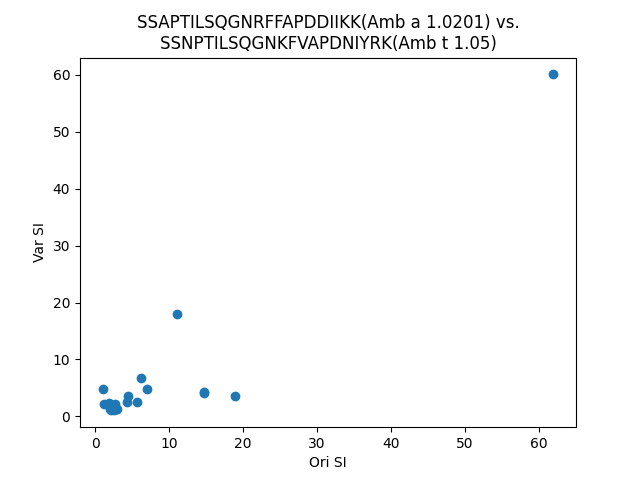 SSAPTILSQGNRFFAPDDIIKK(Amb a 1.0201) vs.
SSNPTILSQGNKFVAPDNIYRK(Amb t 1.05)
60
50
40
30
20
10
0
Var SI
0 10 20 30 40 50 60
Ori SI